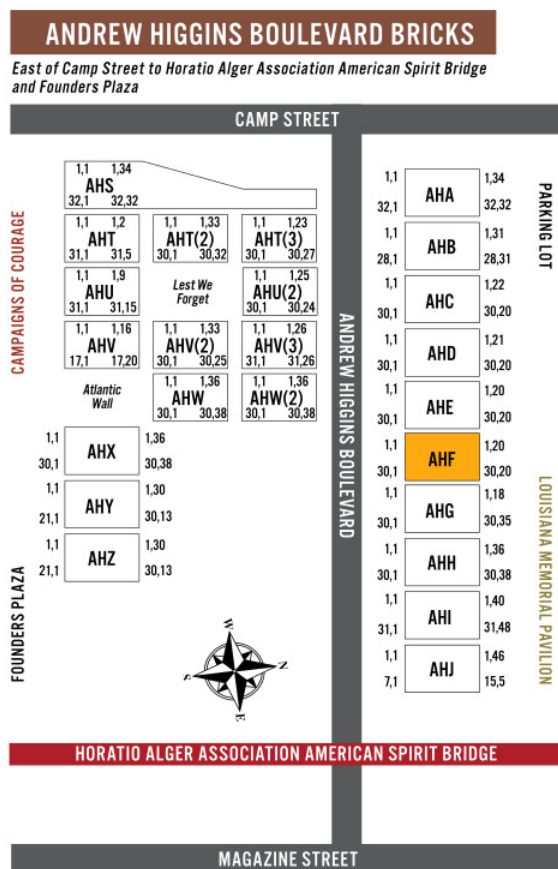 ANDREW HIGGINS BOULEVARD BRICKS
East of Camp Street to Horatio Alger Association American Spirit Bridge
and Founders Plaza
CAMP STREET
1,1 1,34
AHS
32,1 32,32
1,1 1,2
AHT
31,1 31,5
1,1 1,33
AHT(2)
30,1 30,32
1,1 1,23
AHT(3)
30,1 30,27
1,1 1,9
AHU
31,1 31,15
Lest We
Forget
1,1 1,25
AHU(2)
30,1 30,24
1,1 1,16
AHV
17,1 17,20
1,1 1,33
AHV(2)
30,1 30,25
1,1 1,26
AHV(3)
31,1 31,26
Atlantic
Wall
1,1 1,36
AHW
30,1 30,38
1,1 1,36
AHW(2)
30,1 30,38
1,1 1,36
AHX
30,1 30,38
1,1 1,30
AHY
21,1 30,13
1,1 1,30
AHZ
21,1 30,13
CAMPAIGNS OF COURAGE
FOUNDERS PLAZA
ANDREW HIGGINS BOULEVARD
1,1 1,34
AHA
32,1 32,32
1,1 1,31
AHB
28,1 28,31
1,1 1,22
AHC
30,1 30,20
1,1 1,21
AHD
30,1 30,20
1,1 1,20
AHE
30,1 30,20
1,1 1,20
AHF
30,1 30,20
1,1 1,18
AHG
30,1 30,35
1,1 1,36
AHH
30,1 30,38
1,1 1,40
AHI
31,1 31,48
1,1 1,46
AHJ
7,1 15,5
PARKING LOT
LOUISIANA MEMORIAL PAVILION
W
N
S
E
HORATIO ALGER ASSOCIATION AMERICAN SPIRIT BRIDGE
MAGAZINE STREET